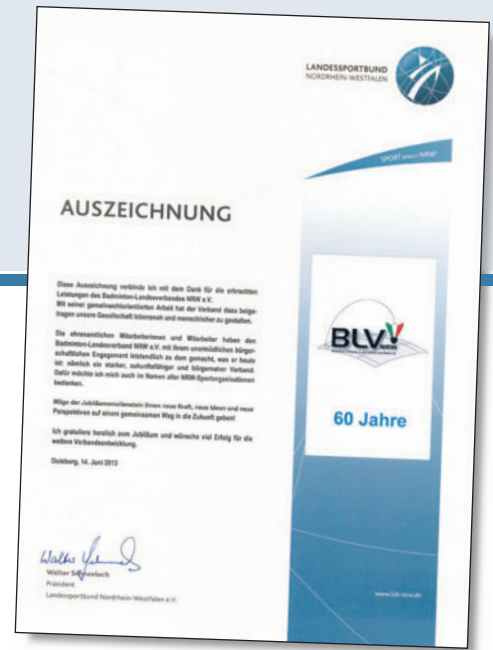 LANDESSPORTBUND
NORDRHEIN-WESTFALEN
SPORT BEWEGT NRW!
AUSZEICHNUNG
Diese Auszeichnung verbinde ich mit dem Dank für die erbrachten
Leistungen des Badminton-Landesverbandes NRW e.V.
Mit seiner gemeinwohlorientierten Arbeit hat der Verband dazu beige-
tragen unsere Gesellschaft lebensnah und menschlicher zu gestalten.
Die ehrenamtlichen Mitarbeiterinnen und Mitarbeiter haben den
Badminton-Landesverband NRW e.V. mit ihrem unermüdlichen bürger-
schaftlichen Engagement letztendlich zu dem gemacht, was er heute
ist: nämlich ein starker, zukunftsfähiger und bürgernaher Verband.
Dafür möchte ich mich auch im Namen aller NRW-Sportorganisationen
bedanken.
Möge der Jubiläumsmeilenstein Ihnen neue Kraft, neue Ideen und neue
Perspektiven auf einem gemeinsamen Weg in die Zukunft geben!
Ich gratuliere herzlich zum Jubiläum und wünsche viel Erfolg für die
weitere Verbandsentwicklung.
Duisburg, 14. Juni 2013
BLV
NRW
60 Jahre
Walter Schneeloch
Präsident
Landessportbund Nordrhein-Westfalen e.V.
www.lsb-nrw.de